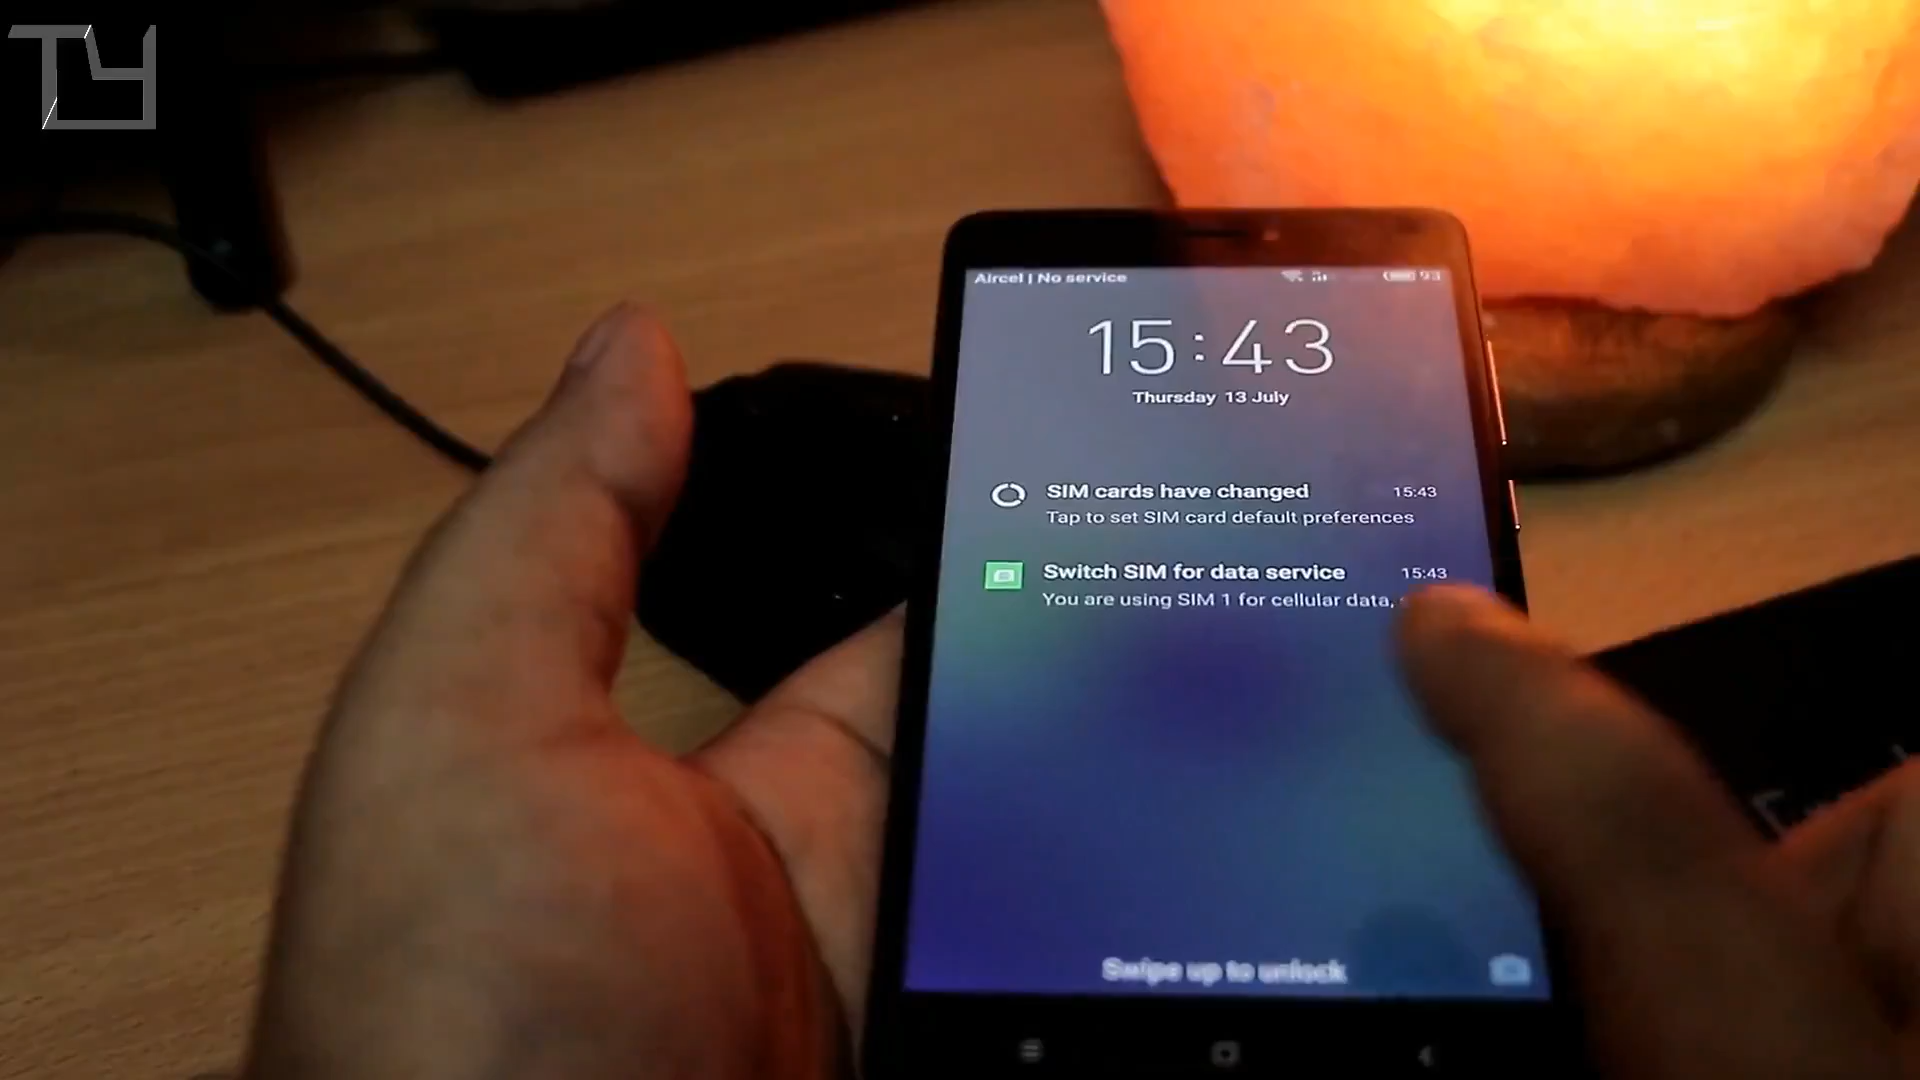 TY
Aircel | No service
93
15:43
Thursday 13 July
SIM cards have changed 15:43
Tap to set SIM card default preferences
Switch SIM for data service 15:43
You are using SIM 1 for cellular data,
Swipe up to unlock